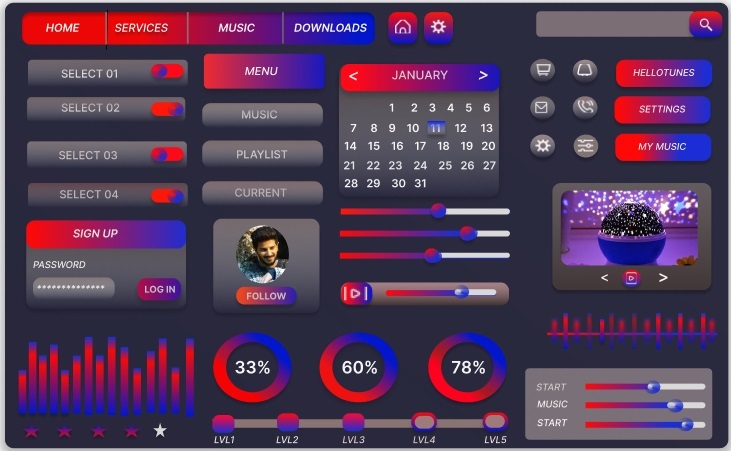 HOME SERVICES MUSIC DOWNLOADS
SELECT 01
SELECT 02
SELECT 03
SELECT 04
MENU
MUSIC
PLAYLIST
CURRENT
< JANUARY >
1 2 3 4 5 6
7 8 9 10 11 12 13
14 15 16 17 18 19 20
21 22 23 24 25 26 27
28 29 30 31
HELLOTUNES
SETTINGS
MY MUSIC
SIGN UP
PASSWORD
**************
LOG IN
FOLLOW
< >
33% 60% 78%
LVL1 LVL2 LVL3 LVL4 LVL5
START
MUSIC
START